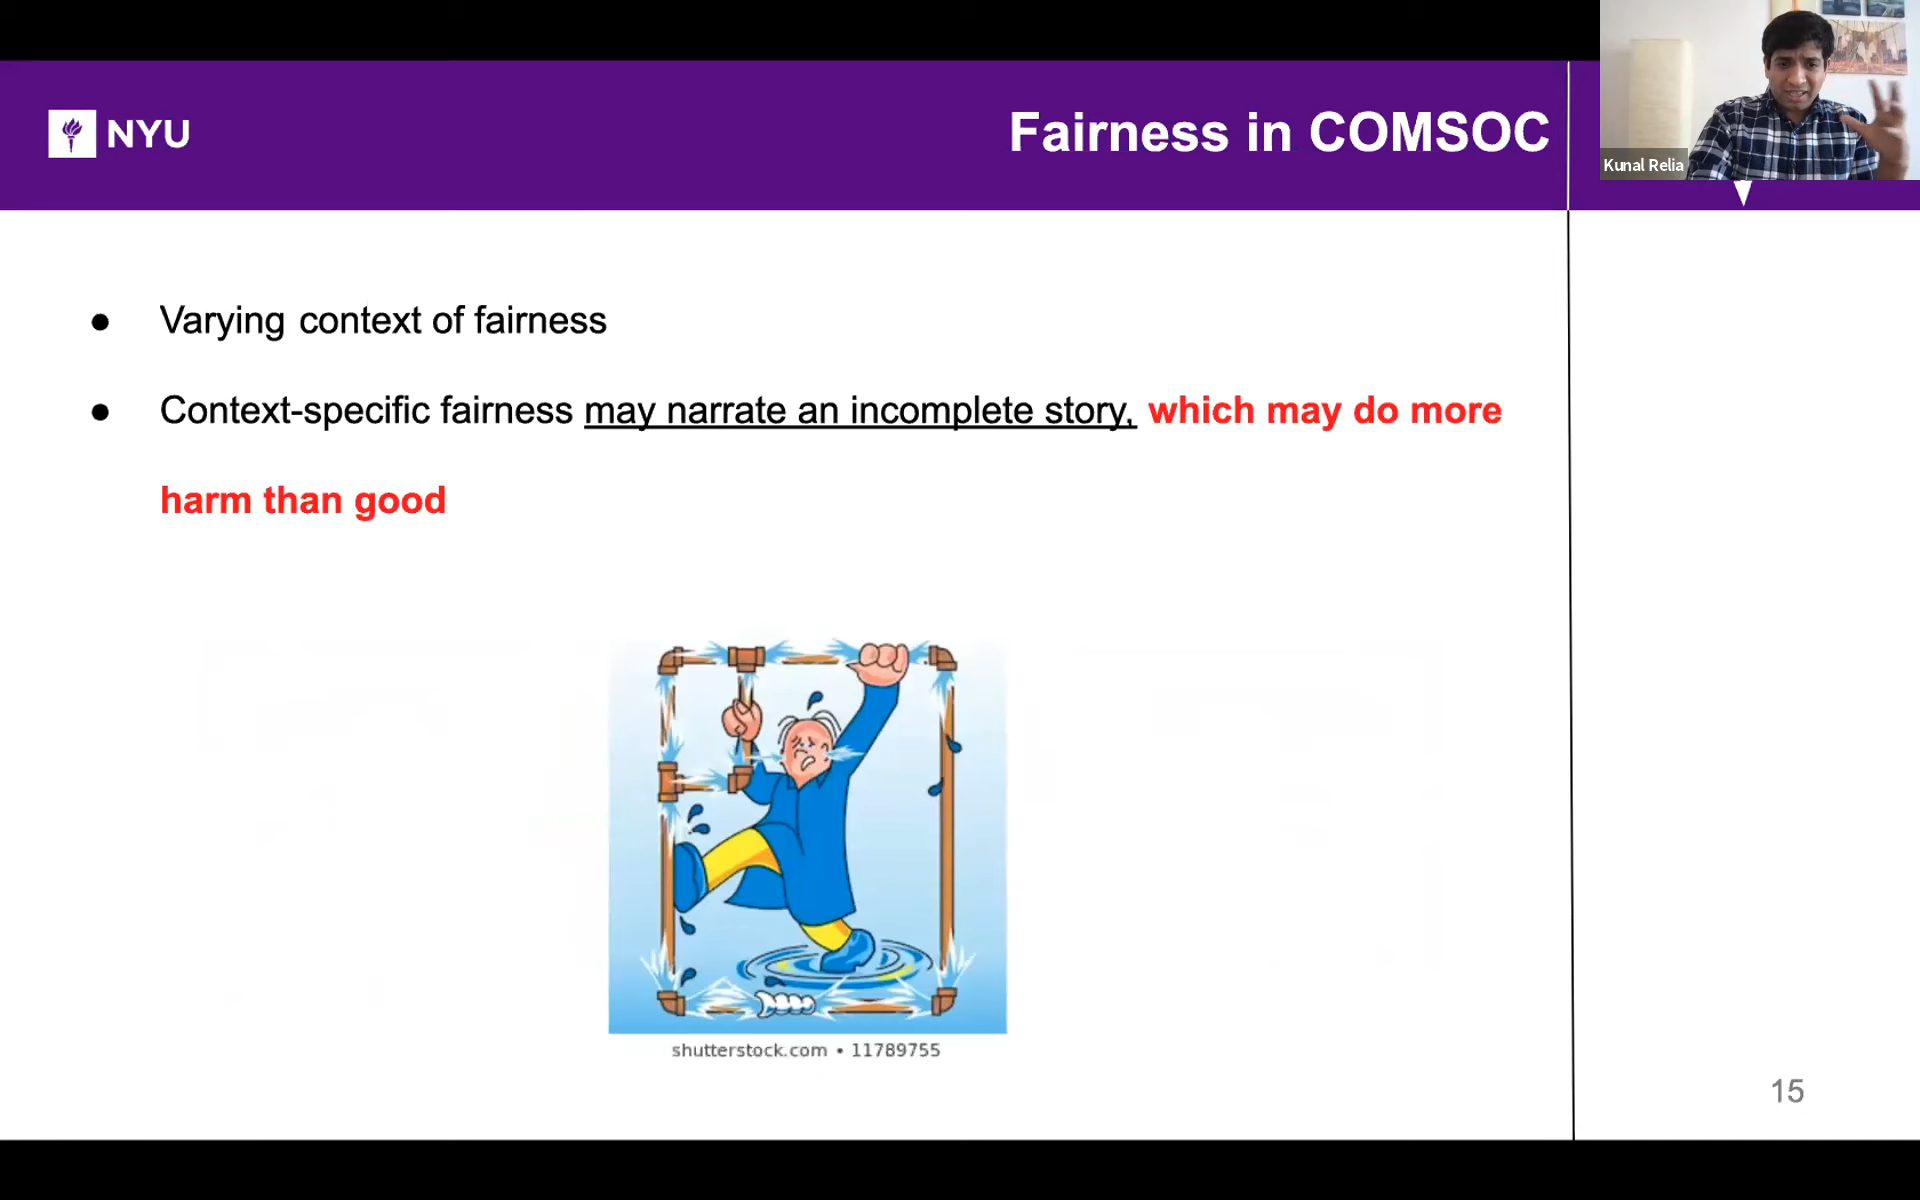 NYU
Fairness in COMSOC
Kunal Relia
● Varying context of fairness
● Context-specific fairness may narrate an incomplete story, which may do more
harm than good
shutterstock.com • 11789755
15